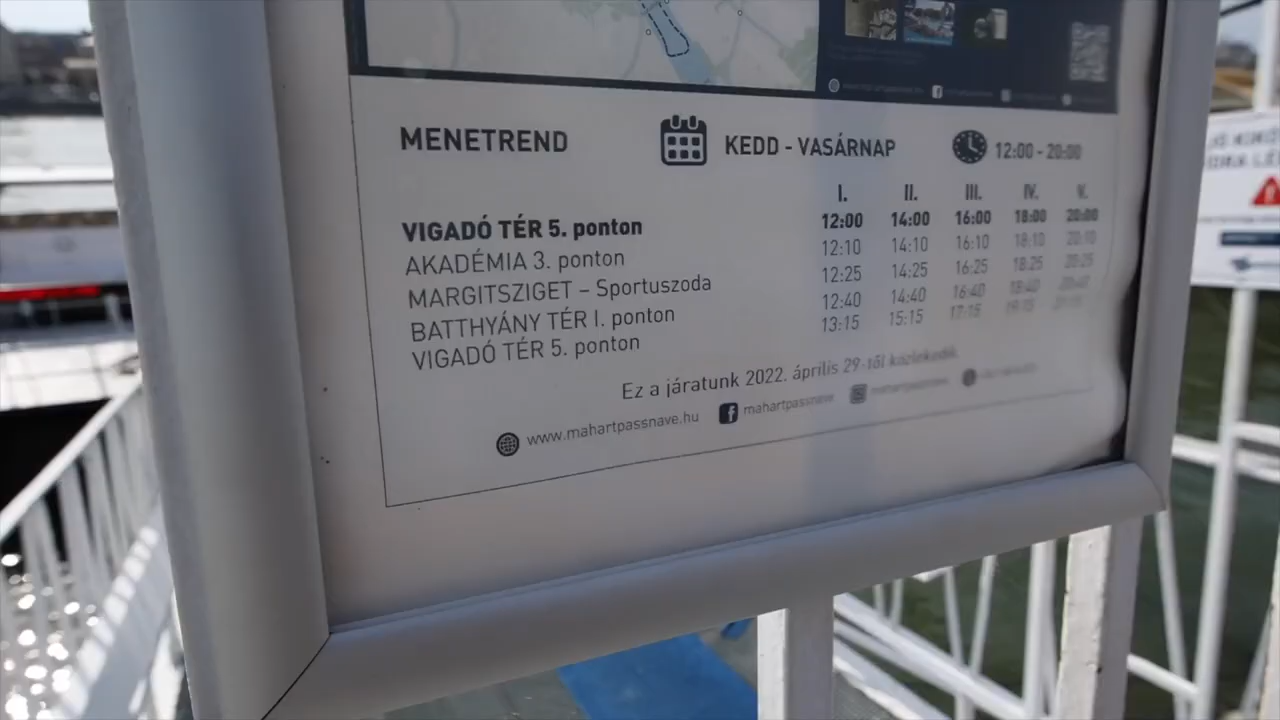 MENETREND KEDD - VASÁRNAP 12:00 - 20:00
I. II. III. IV. V.
VIGADÓ TÉR 5. ponton 12:00 14:00 16:00 18:00 20:00
AKADÉMIA 3. ponton 12:10 14:10 16:10 18:10 20:10
MARGITSZIGET – Sportuszoda 12:25 14:25 16:25 18:25 20:25
BATTHYÁNY TÉR I. ponton 12:40 14:40 16:40 18:40
VIGADÓ TÉR 5. ponton 13:15 15:15 17:15 19:15
Ez a járatunk 2022. április 29-től közlekedik.
www.mahartpassnave.hu mahartpassnave mahartpassnave